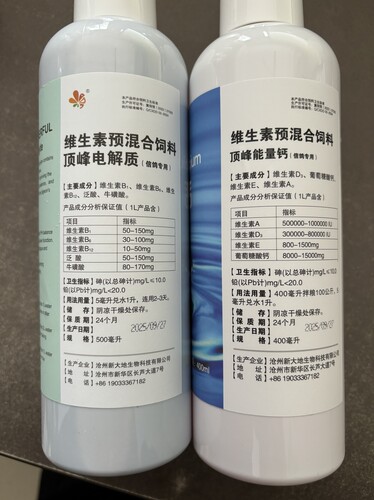 维生素预混合饲料
顶峰电解质(信鸽专用)
【主要成分】维生素B₁、维生素B₆、维生素B₁₂、泛酸、牛磺酸。
产品成分分析保证值(1L产品含)
项目 指标
维生素B₁ 50–150mg
维生素B₆ 30–100mg
维生素B₁₂ 10–50mg
泛 酸 50–150mg
牛磺酸 80–170mg
【卫生指标】砷(以总砷计)mg/L≤10.0
铅(以Pb计)mg/L≤20.0
【用法用量】5毫升兑水1升,连用2~3天。
【储 存】阴凉干燥处保存。
【保 质 期】24个月
【生产日期】 2025/09/27
【规 格】500毫升
【生产企业】沧州新大地生物科技有限公司
【地 址】沧州市新华区长芦大道7号
【电 话】+86 19033367182
维生素预混合饲料
顶峰能量钙(信鸽专用)
【主要成分】维生素D₃、葡萄糖酸钙、
维生素E、维生素A。
产品成分分析保证值(1L产品含)
项目 指标
维生素A 500000–1000000 IU
维生素D₃ 300000–800000 IU
维生素E 800–1500mg
葡萄糖酸钙 8000–15000mg
【卫生指标】砷(以总砷计)mg/L≤10.0
铅(以Pb计)mg/L≤20.0
【用法用量】400毫升拌粮100公斤,
毫升兑水1升。
【储 存】阴凉干燥处保存。
【保 质 期】24个月
【生产日期】 2025/09/27
【规 格】400毫升
【生产企业】沧州新大地生物科技有限公司
【地 址】沧州市新华区长芦大道7号
【电 话】+86 19033367182
400ml